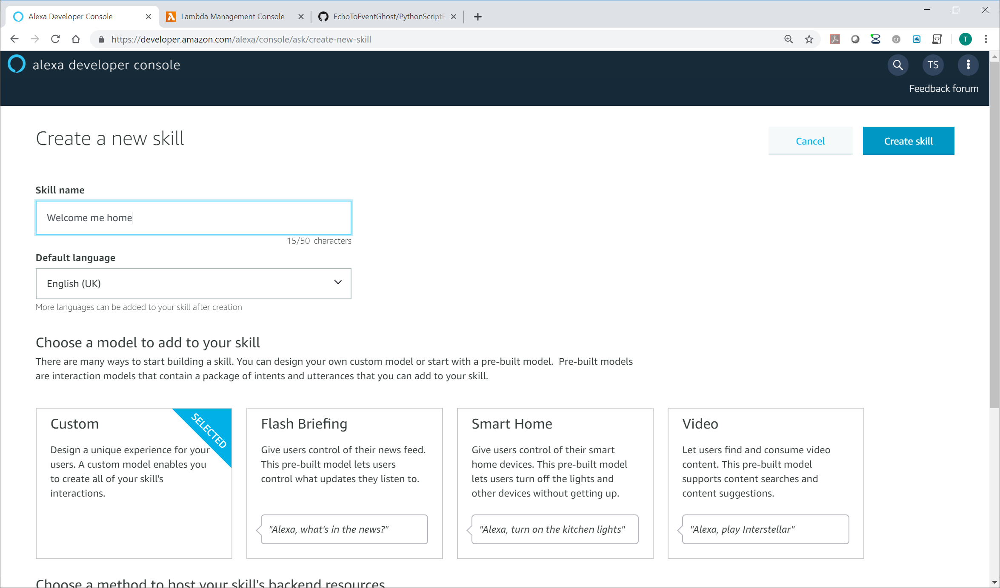 Alexa Developer Console
Lambda Management Console
EchoToEventGhost/PythonScriptE
https://developer.amazon.com/alexa/console/ask/create-new-skill
T
alexa developer console
TS
Feedback forum
Create a new skill
Cancel
Create skill
Skill name
Welcome me home
15/50 characters
Default language
English (UK)
More languages can be added to your skill after creation
Choose a model to add to your skill
There are many ways to start building a skill. You can design your own custom model or start with a pre-built model. Pre-built models
are interaction models that contain a package of intents and utterances that you can add to your skill.
Custom
SELECTED
Design a unique experience for your
users. A custom model enables you
to create all of your skill's
interactions.
Flash Briefing
Give users control of their news feed.
This pre-built model lets users
control what updates they listen to.
"Alexa, what's in the news?"
Smart Home
Give users control of their smart
home devices. This pre-built model
lets users turn off the lights and
other devices without getting up.
"Alexa, turn on the kitchen lights"
Video
Let users find and consume video
content. This pre-built model
supports content searches and
content suggestions.
"Alexa, play Interstellar"
Choose a method to host your skill's backend resources